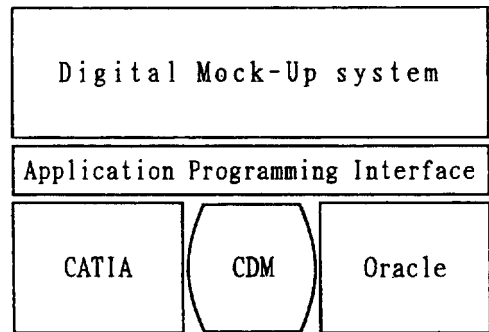 Digital Mock-Up system
Application Programming Interface
CATIA
CDM
Oracle